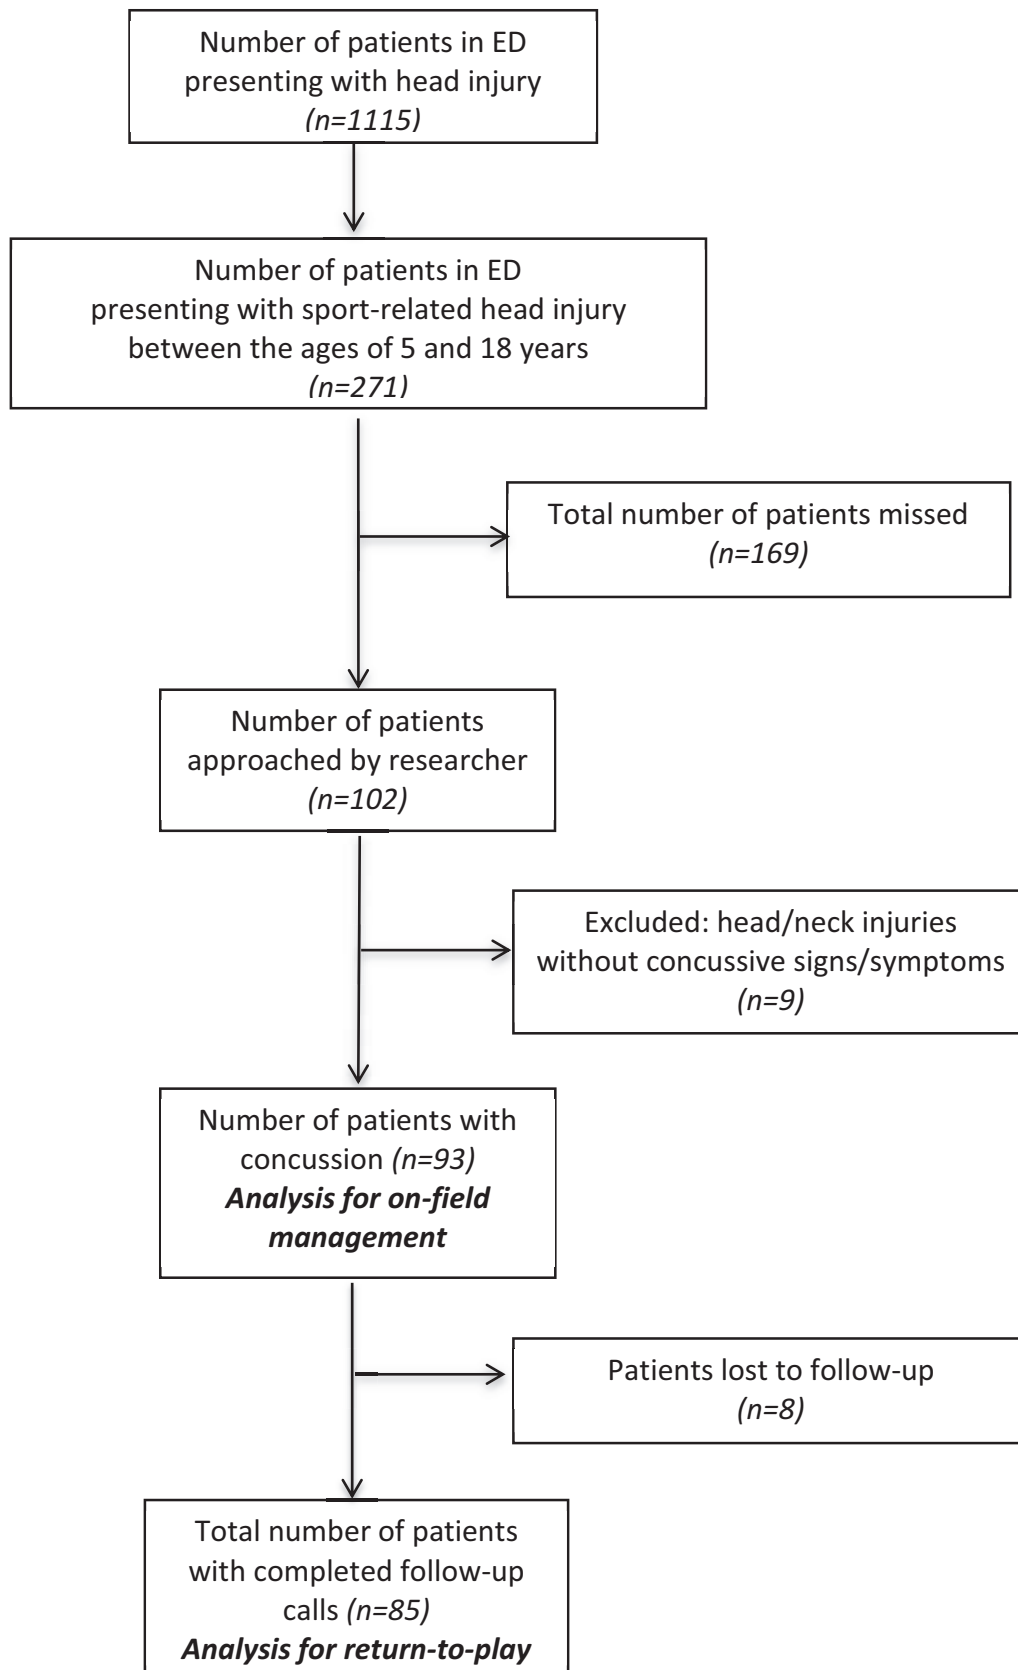 Number of patients in ED
presenting with head injury
(n=1115)
Number of patients in ED
presenting with sport-related head injury
between the ages of 5 and 18 years
(n=271)
Total number of patients missed
(n=169)
Number of patients
approached by researcher
(n=102)
Excluded: head/neck injuries
without concussive signs/symptoms
(n=9)
Number of patients with
concussion (n=93)
Analysis for on-field
management
Patients lost to follow-up
(n=8)
Total number of patients
with completed follow-up
calls (n=85)
Analysis for return-to-play